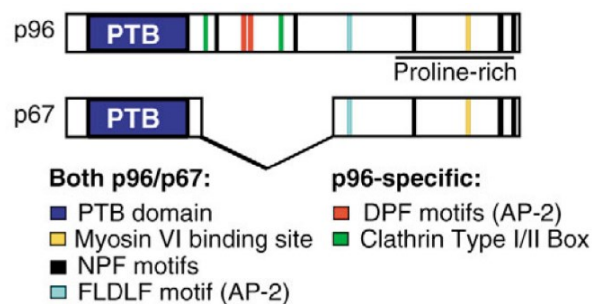 p96
PTB
Proline-rich
p67
PTB
Both p96/p67:
PTB domain
Myosin VI binding site
NPF motifs
FLDLF motif (AP-2)
p96-specific:
DPF motifs (AP-2)
Clathrin Type I/II Box